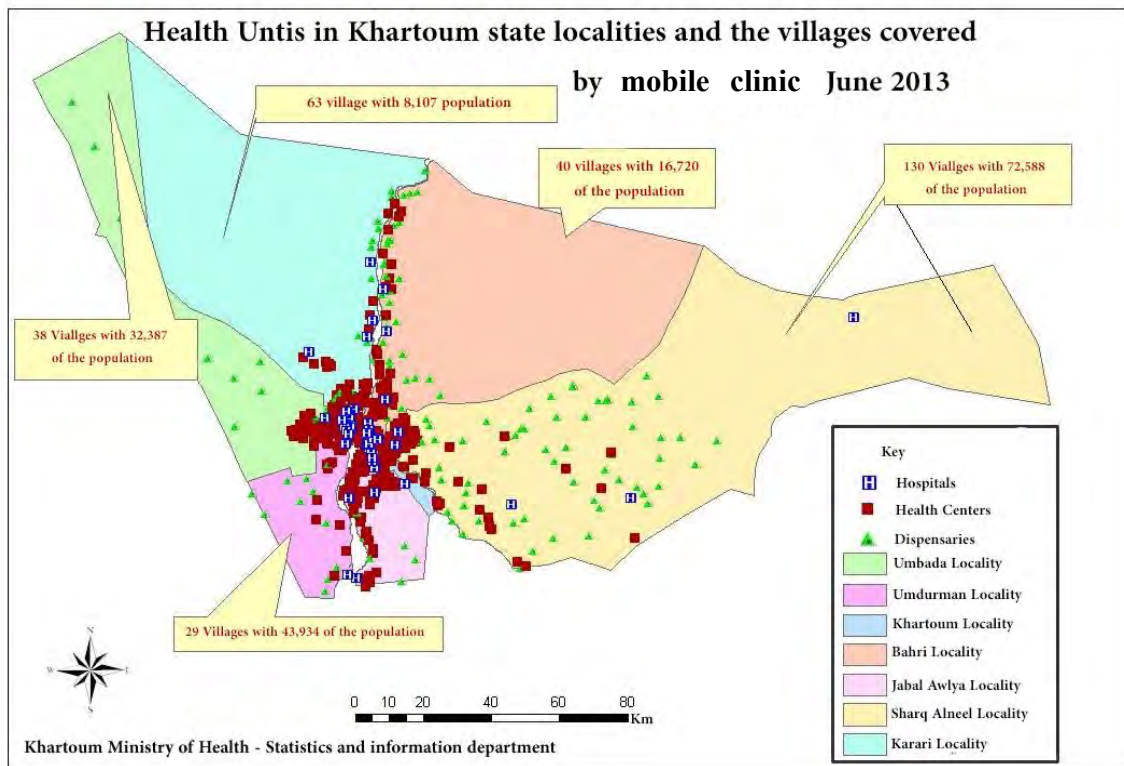 Health Untis in Khartoum state localities and the villages covered
by mobile clinic June 2013
63 village with 8,107 population
40 villages with 16,720
of the population
130 Viallges with 72,588
of the population
38 Viallges with 32,387
of the population
29 Villages with 43,934 of the population
Key
H Hospitals
Health Centers
Dispensaries
Umbada Locality
Umdurman Locality
Khartoum Locality
Bahri Locality
Jabal Awlya Locality
Sharq Alneel Locality
Karari Locality
N
W E
S
0 10 20 40 60 80
Km
Khartoum Ministry of Health - Statistics and information department